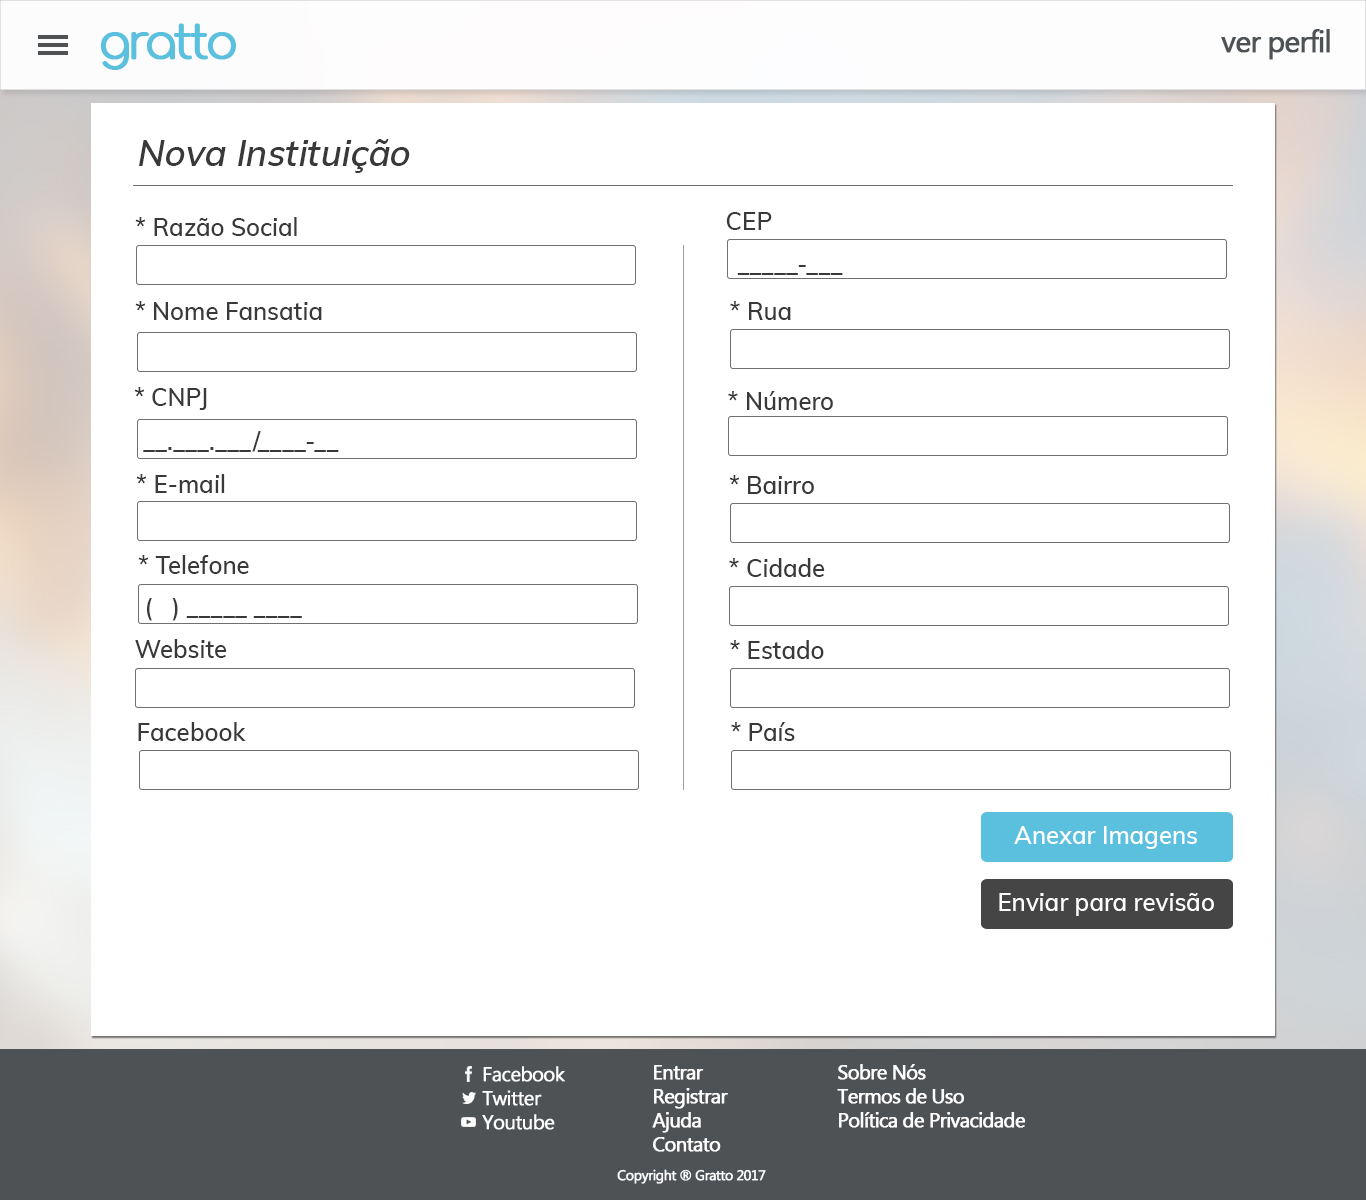 gratto
ver perfil
Nova Instituição
* Razão Social
* Nome Fansatia
* CNPJ
__.___.___/____-__
* E-mail
* Telefone
(  ) _____ ____
Website
Facebook
CEP
_____-___
* Rua
* Número
* Bairro
* Cidade
* Estado
* País
Anexar Imagens
Enviar para revisão
Facebook
Twitter
Youtube
Entrar
Registrar
Ajuda
Contato
Sobre Nós
Termos de Uso
Política de Privacidade
Copyright ® Gratto 2017